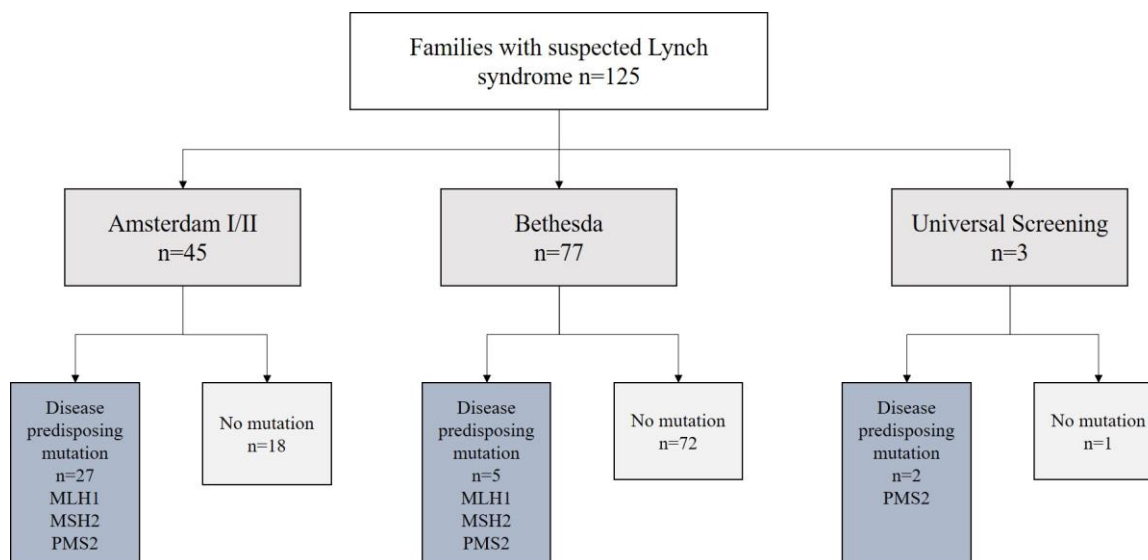 Families with suspected Lynch
syndrome n=125
Amsterdam I/II
n=45
Bethesda
n=77
Universal Screening
n=3
Disease
predisposing
mutation
n=27
MLH1
MSH2
PMS2
No mutation
n=18
Disease
predisposing
mutation
n=5
MLH1
MSH2
PMS2
No mutation
n=72
Disease
predisposing
mutation
n=2
PMS2
No mutation
n=1